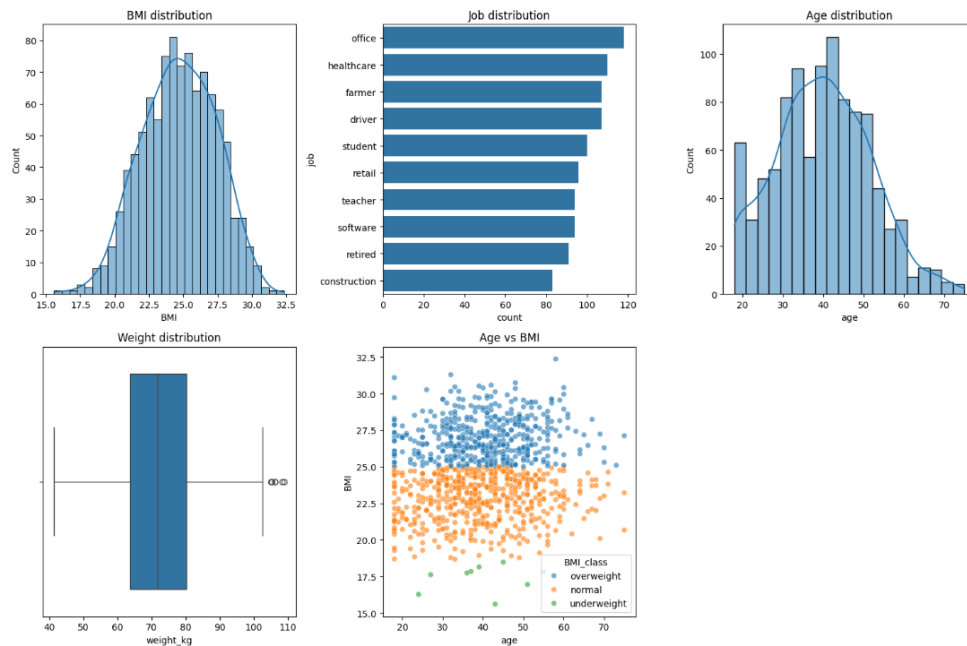 BMI distribution
80
70
60
50
40
30
20
10
0
Count
15.0 17.5 20.0 22.5 25.0 27.5 30.0 32.5
BMI
Job distribution
office
healthcare
farmer
driver
student
retail
teacher
software
retired
construction
job
0 20 40 60 80 100 120
count
Age distribution
100
80
60
40
20
0
Count
20 30 40 50 60 70
age
Weight distribution
40 50 60 70 80 90 100 110
weight_kg
Age vs BMI
32.5
30.0
27.5
25.0
22.5
20.0
17.5
15.0
BMI
BMI_class
overweight
normal
underweight
20 30 40 50 60 70
age